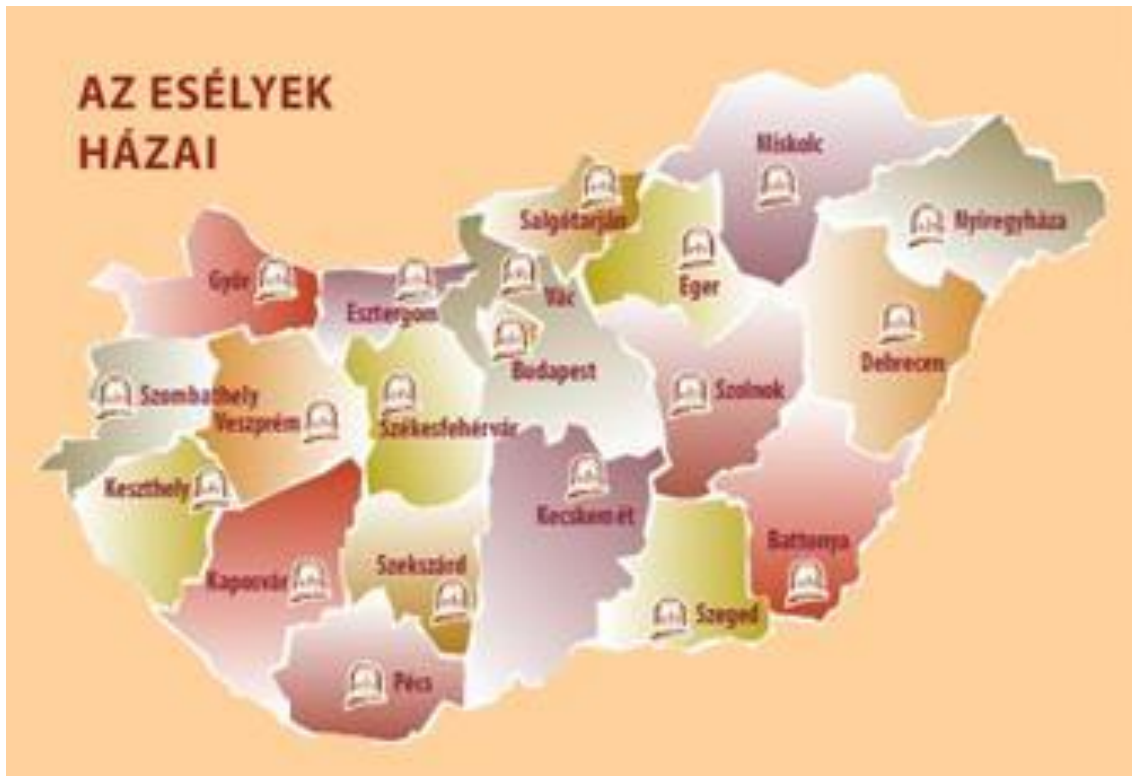 AZ ESÉLYEK
HÁZAI
Miskolc
Salgótarján
Nyíregyháza
Győr
Esztergom
Vác
Eger
Budapest
Debrecen
Szombathely
Veszprém
Székesfehérvár
Szolnok
Keszthely
Kecskemét
Battonya
Kaposvár
Szekszárd
Szeged
Pécs